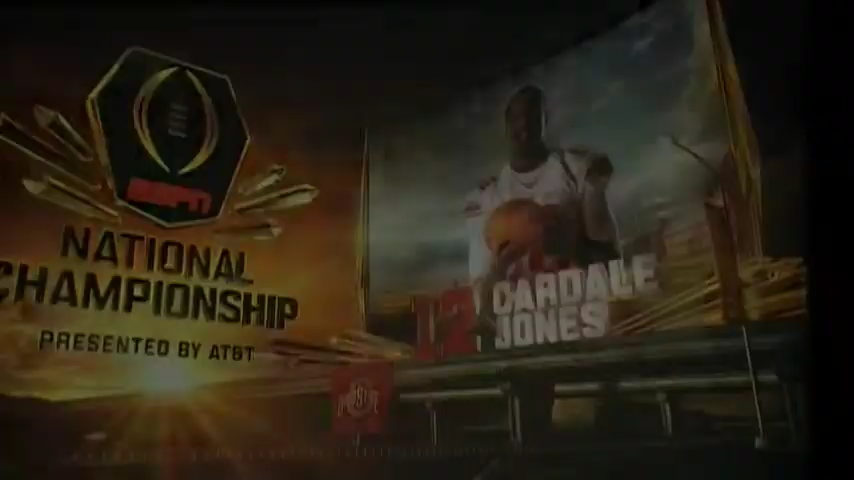 ESPN
NATIONAL
CHAMPIONSHIP
PRESENTED BY AT&T
12
CARDALE
JONES